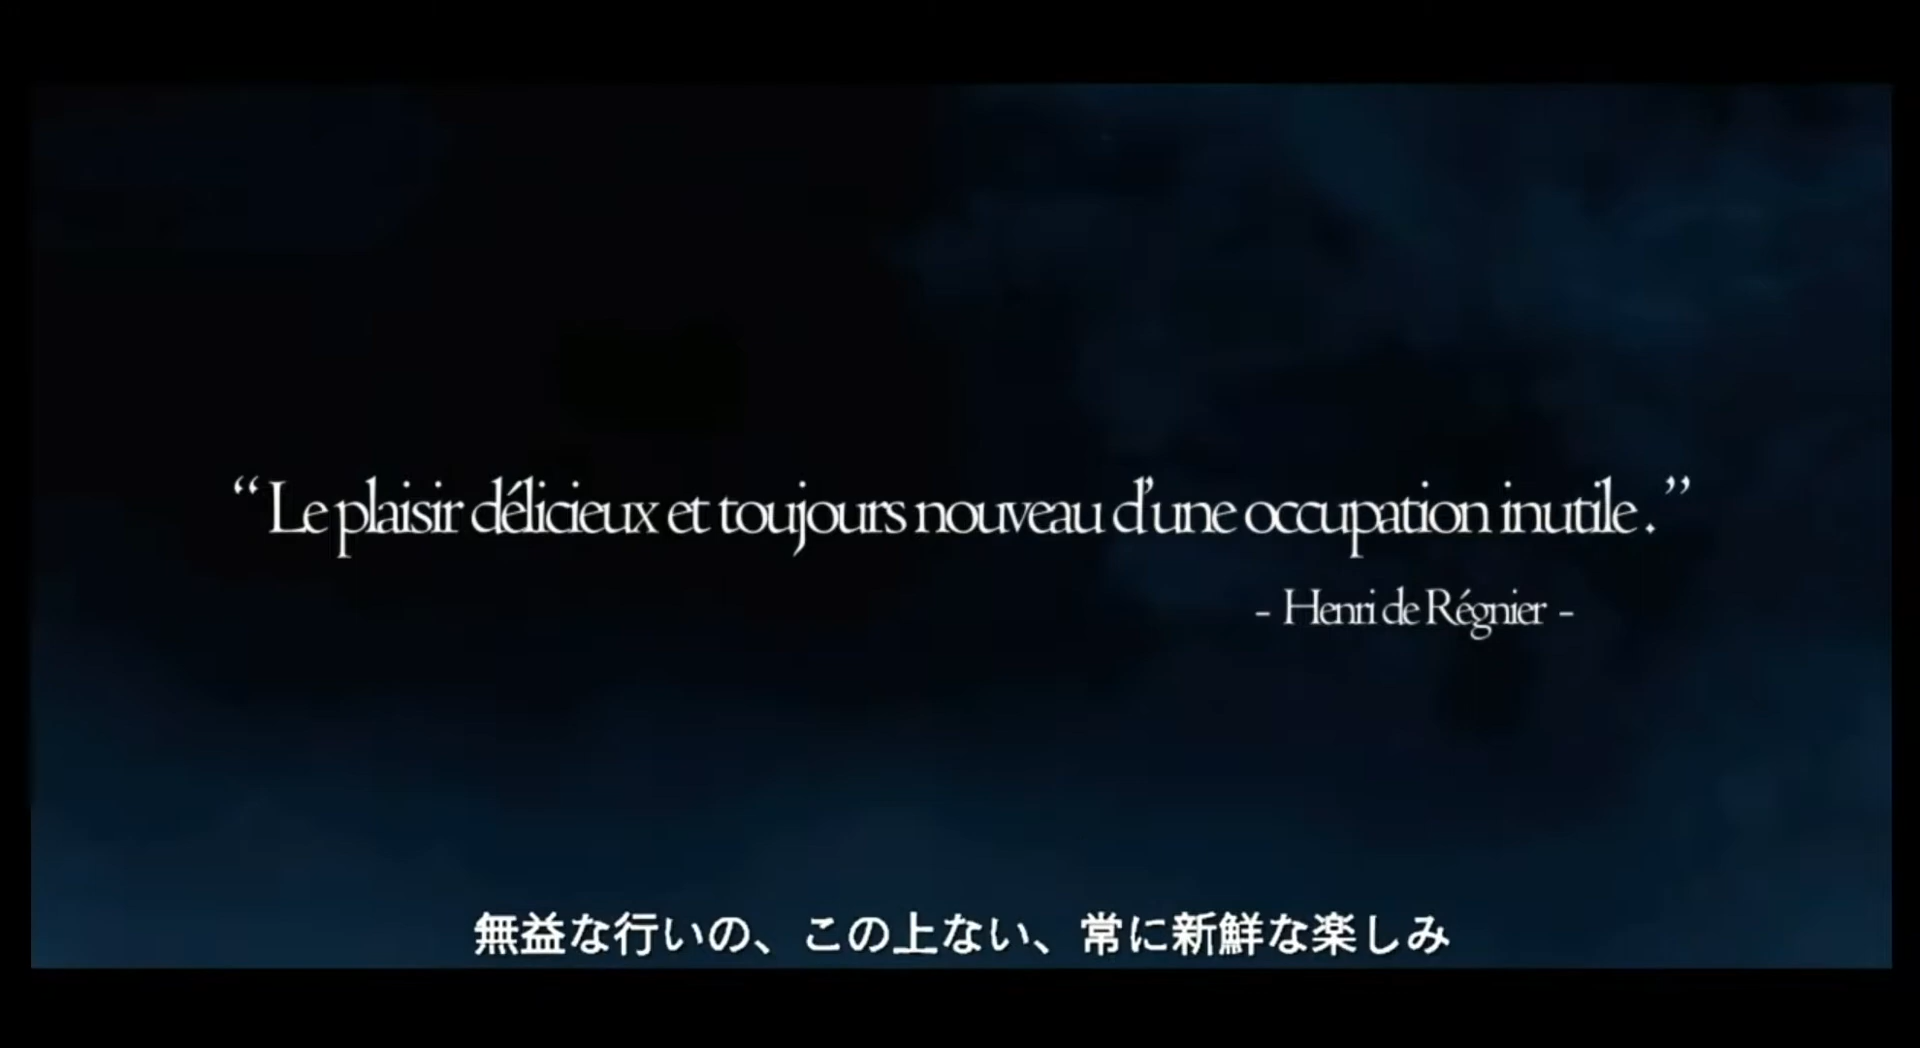 “Le plaisir délicieux et toujours nouveau d’une occupation inutile.”
- Henri de Régnier -
無益な行いの、この上ない、常に新鮮な楽しみ